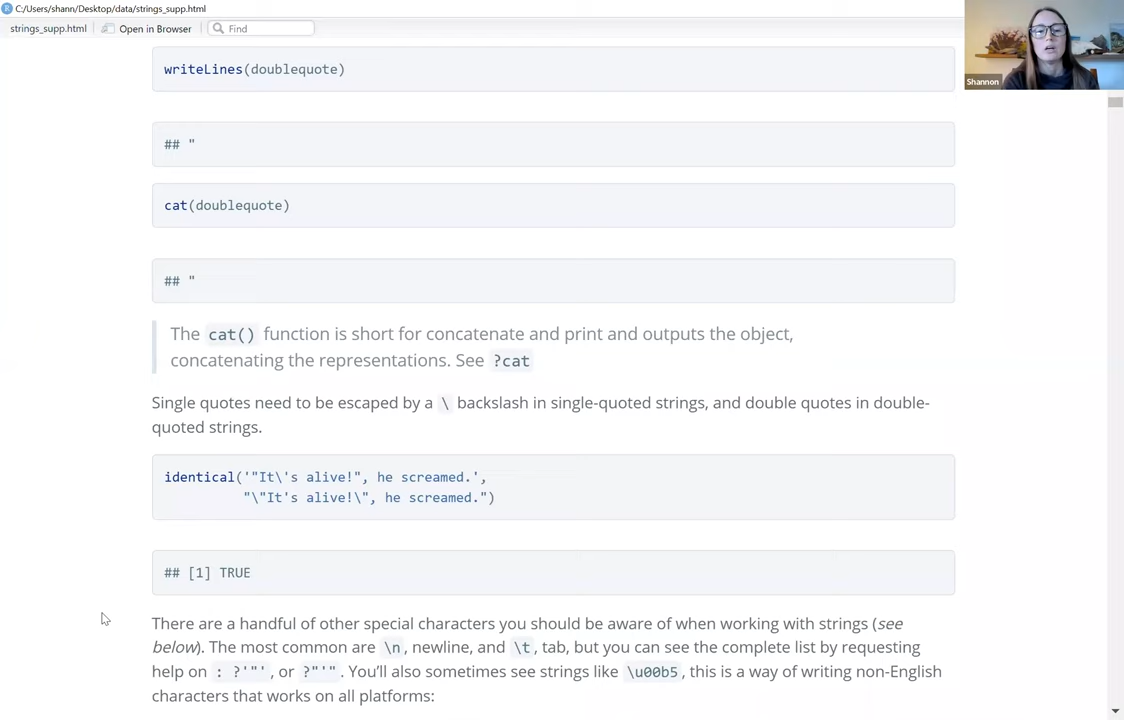 C:/Users/shann/Desktop/data/strings_supp.html
strings_supp.html Open in Browser Find
Shannon
writeLines(doublequote)
## "
cat(doublequote)
## "
The cat() function is short for concatenate and print and outputs the object,
concatenating the representations. See ?cat
Single quotes need to be escaped by a \ backslash in single-quoted strings, and double quotes in double-
quoted strings.
identical('"It\'s alive!", he screamed.',
"\"It's alive!\", he screamed.")
## [1] TRUE
There are a handful of other special characters you should be aware of when working with strings (see
below). The most common are \n, newline, and \t, tab, but you can see the complete list by requesting
help on : ?'"', or ?"'". You’ll also sometimes see strings like \u00b5, this is a way of writing non-English
characters that works on all platforms: